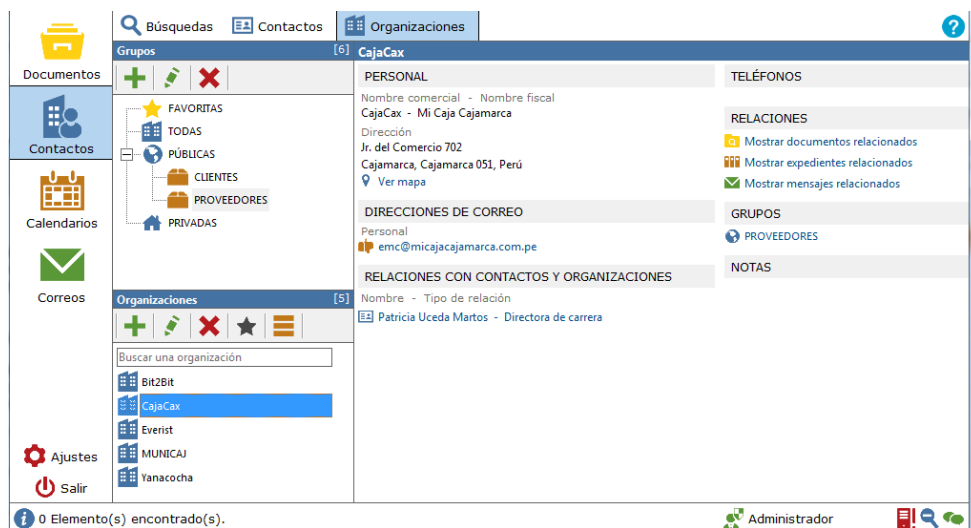 Búsquedas
Contactos
Organizaciones
?
Documentos
Contactos
Calendarios
Correos
Ajustes
Salir
Grupos [6]
FAVORITAS
TODAS
PÚBLICAS
CLIENTES
PROVEEDORES
PRIVADAS
Organizaciones [5]
Buscar una organización
Bit2Bit
CajaCax
Everist
MUNICAJ
Yanacocha
CajaCax
PERSONAL
Nombre comercial - Nombre fiscal
CajaCax - Mi Caja Cajamarca
Dirección
Jr. del Comercio 702
Cajamarca, Cajamarca 051, Perú
Ver mapa
DIRECCIONES DE CORREO
Personal
emc@micajacajamarca.com.pe
RELACIONES CON CONTACTOS Y ORGANIZACIONES
Nombre - Tipo de relación
Patricia Uceda Martos - Directora de carrera
TELÉFONOS
RELACIONES
Mostrar documentos relacionados
Mostrar expedientes relacionados
Mostrar mensajes relacionados
GRUPOS
PROVEEDORES
NOTAS
i 0 Elemento(s) encontrado(s).
Administrador